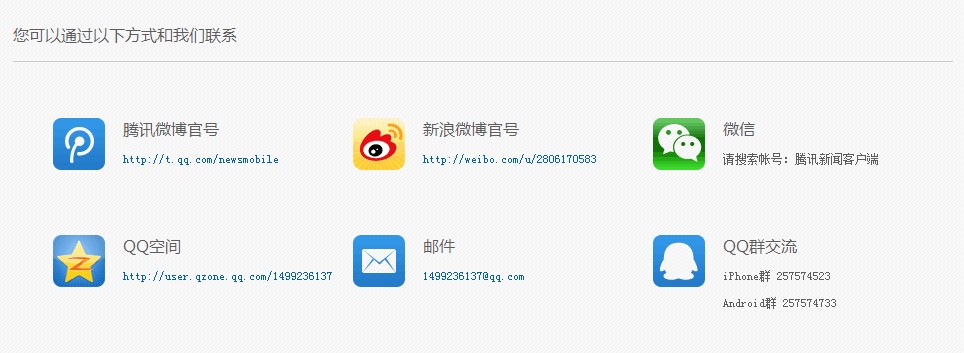 您可以通过以下方式和我们联系
腾讯微博官号
http://t.qq.com/newsmobile
新浪微博官号
http://weibo.com/u/2806170583
微信
请搜索帐号：腾讯新闻客户端
QQ空间
http://user.qzone.qq.com/1499236137
邮件
1499236137@qq.com
QQ群交流
iPhone群 257574523
Android群 257574733